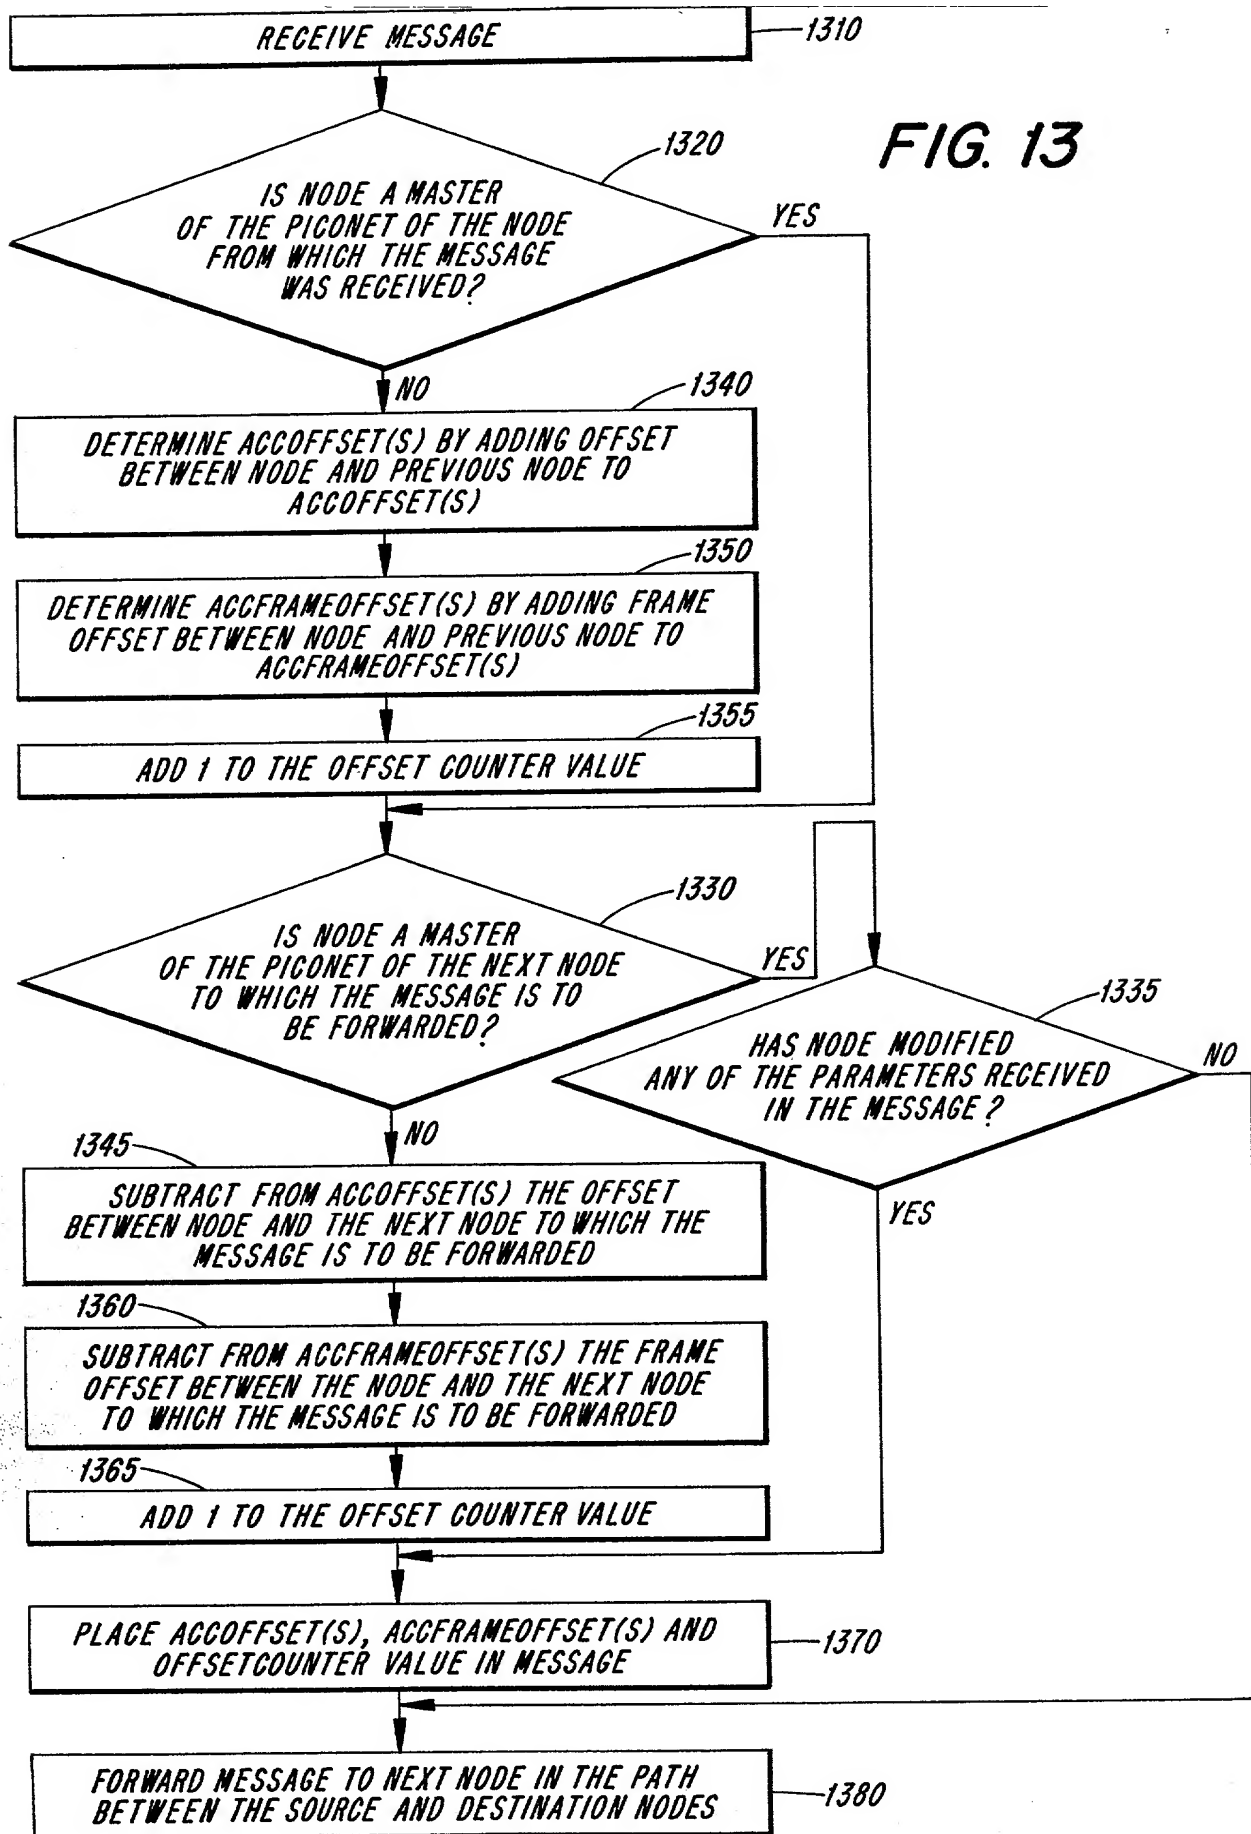 RECEIVE MESSAGE
1310
FIG. 13
1320
IS NODE A MASTER
OF THE PICONET OF THE NODE
FROM WHICH THE MESSAGE
WAS RECEIVED?
YES
NO
1340
DETERMINE ACCOFFSET(S) BY ADDING OFFSET
BETWEEN NODE AND PREVIOUS NODE TO
ACCOFFSET(S)
1350
DETERMINE ACCFRAMEOFFSET(S) BY ADDING FRAME
OFFSET BETWEEN NODE AND PREVIOUS NODE TO
ACCFRAMEOFFSET(S)
1355
ADD 1 TO THE OFFSET COUNTER VALUE
1330
IS NODE A MASTER
OF THE PICONET OF THE NEXT NODE
TO WHICH THE MESSAGE IS TO
BE FORWARDED?
YES
1335
HAS NODE MODIFIED
ANY OF THE PARAMETERS RECEIVED
IN THE MESSAGE?
NO
YES
NO
1345
SUBTRACT FROM ACCOFFSET(S) THE OFFSET
BETWEEN NODE AND THE NEXT NODE TO WHICH THE
MESSAGE IS TO BE FORWARDED
1360
SUBTRACT FROM ACCFRAMEOFFSET(S) THE FRAME
OFFSET BETWEEN THE NODE AND THE NEXT NODE
TO WHICH THE MESSAGE IS TO BE FORWARDED
1365
ADD 1 TO THE OFFSET COUNTER VALUE
PLACE ACCOFFSET(S), ACCFRAMEOFFSET(S) AND
OFFSETCOUNTER VALUE IN MESSAGE
1370
FORWARD MESSAGE TO NEXT NODE IN THE PATH
BETWEEN THE SOURCE AND DESTINATION NODES
1380